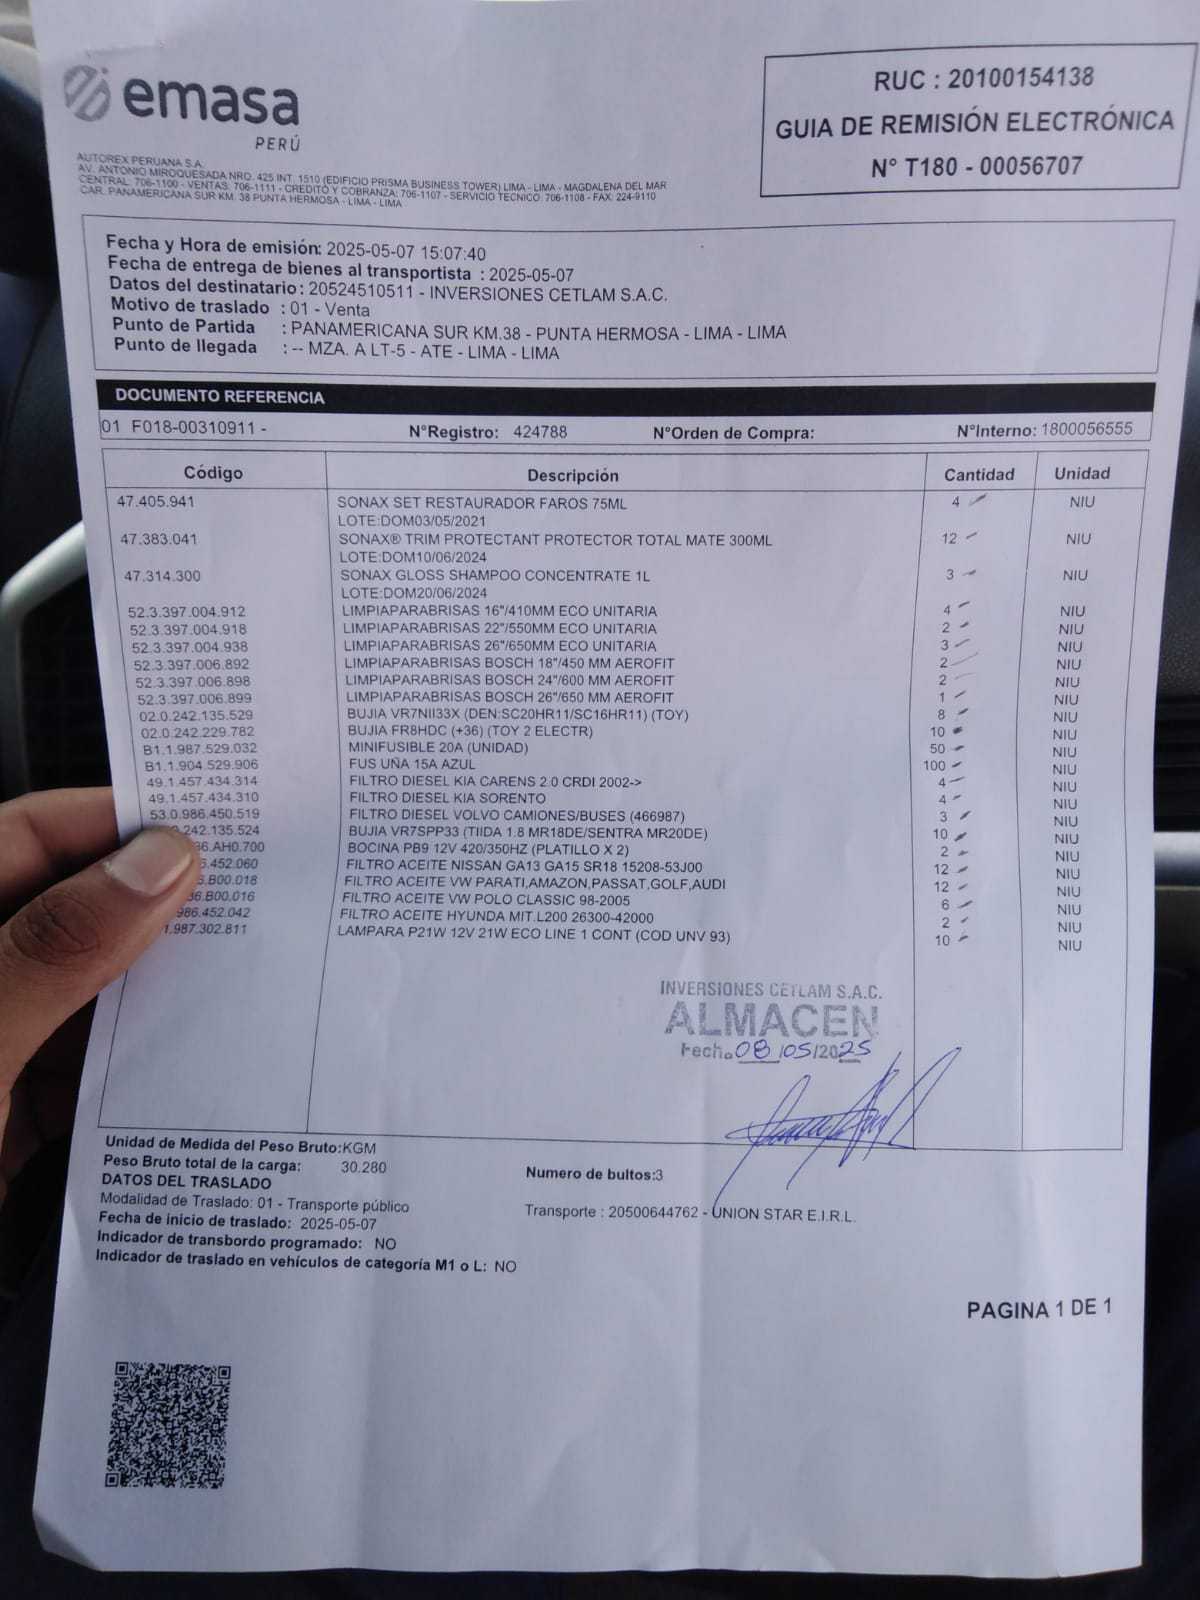 emasa
PERÚ
RUC : 20100154138
GUIA DE REMISIÓN ELECTRÓNICA
N° T180 - 00056707
AUTOREX PERUANA S.A.
AV. ANTONIO MIROQUESADA NRO. 425 INT. 1510 (EDIFICIO PRISMA BUSINESS TOWER) LIMA - LIMA - MAGDALENA DEL MAR
CENTRAL: 706-1100 - VENTAS: 706-1111 - CREDITO Y COBRANZA: 706-1107 - SERVICIO TECNICO: 706-1108 - FAX: 224-9110
CAR. PANAMERICANA SUR KM. 38 PUNTA HERMOSA - LIMA - LIMA
Fecha y Hora de emisión: 2025-05-07 15:07:40
Fecha de entrega de bienes al transportista : 2025-05-07
Datos del destinatario : 20524510511 - INVERSIONES CETLAM S.A.C.
Motivo de traslado : 01 - Venta
Punto de Partida : PANAMERICANA SUR KM.38 - PUNTA HERMOSA - LIMA - LIMA
Punto de llegada : -- MZA. A LT-5 - ATE - LIMA - LIMA
DOCUMENTO REFERENCIA
01 F018-00310911 - N°Registro: 424788 N°Orden de Compra: N°Interno: 1800056555
Código Descripción Cantidad Unidad
47.405.941 SONAX SET RESTAURADOR FAROS 75ML 4 NIU
LOTE:DOM03/05/2021
47.383.041 SONAX® TRIM PROTECTANT PROTECTOR TOTAL MATE 300ML 12 NIU
LOTE:DOM10/06/2024
47.314.300 SONAX GLOSS SHAMPOO CONCENTRATE 1L 3 NIU
LOTE:DOM20/06/2024
52.3.397.004.912 LIMPIAPARABRISAS 16"/410MM ECO UNITARIA 4 NIU
52.3.397.004.918 LIMPIAPARABRISAS 22"/550MM ECO UNITARIA 2 NIU
52.3.397.004.938 LIMPIAPARABRISAS 26"/650MM ECO UNITARIA 3 NIU
52.3.397.006.892 LIMPIAPARABRISAS BOSCH 18"/450 MM AEROFIT 2 NIU
52.3.397.006.898 LIMPIAPARABRISAS BOSCH 24"/600 MM AEROFIT 2 NIU
52.3.397.006.899 LIMPIAPARABRISAS BOSCH 26"/650 MM AEROFIT 1 NIU
02.0.242.135.529 BUJIA VR7NII33X (DEN:SC20HR11/SC16HR11) (TOY) 8 NIU
02.0.242.229.782 BUJIA FR8HDC (+36) (TOY 2 ELECTR) 10 NIU
B1.1.987.529.032 MINIFUSIBLE 20A (UNIDAD) 50 NIU
B1.1.904.529.906 FUS UÑA 15A AZUL 100 NIU
49.1.457.434.314 FILTRO DIESEL KIA CARENS 2.0 CRDI 2002-> 4 NIU
49.1.457.434.310 FILTRO DIESEL KIA SORENTO 4 NIU
53.0.986.450.519 FILTRO DIESEL VOLVO CAMIONES/BUSES (466987) 3 NIU
.242.135.524 BUJIA VR7SPP33 (TIIDA 1.8 MR18DE/SENTRA MR20DE) 10 NIU
6.AH0.700 BOCINA PB9 12V 420/350HZ (PLATILLO X 2) 2 NIU
6.452.060 FILTRO ACEITE NISSAN GA13 GA15 SR18 15208-53J00 12 NIU
6.B00.018 FILTRO ACEITE VW PARATI,AMAZON,PASSAT,GOLF,AUDI 12 NIU
6.B00.016 FILTRO ACEITE VW POLO CLASSIC 98-2005 6 NIU
986.452.042 FILTRO ACEITE HYUNDA MIT.L200 26300-42000 2 NIU
1.987.302.811 LAMPARA P21W 12V 21W ECO LINE 1 CONT (COD UNV 93) 10 NIU
INVERSIONES CETLAM S.A.C.
ALMACEN
Fecha 08/05/2025
Unidad de Medida del Peso Bruto:KGM
Peso Bruto total de la carga: 30.280
Numero de bultos:3
DATOS DEL TRASLADO
Modalidad de Traslado: 01 - Transporte público
Transporte : 20500644762 - UNION STAR E.I.R.L.
Fecha de inicio de traslado: 2025-05-07
Indicador de transbordo programado: NO
Indicador de traslado en vehículos de categoría M1 o L: NO
PAGINA 1 DE 1